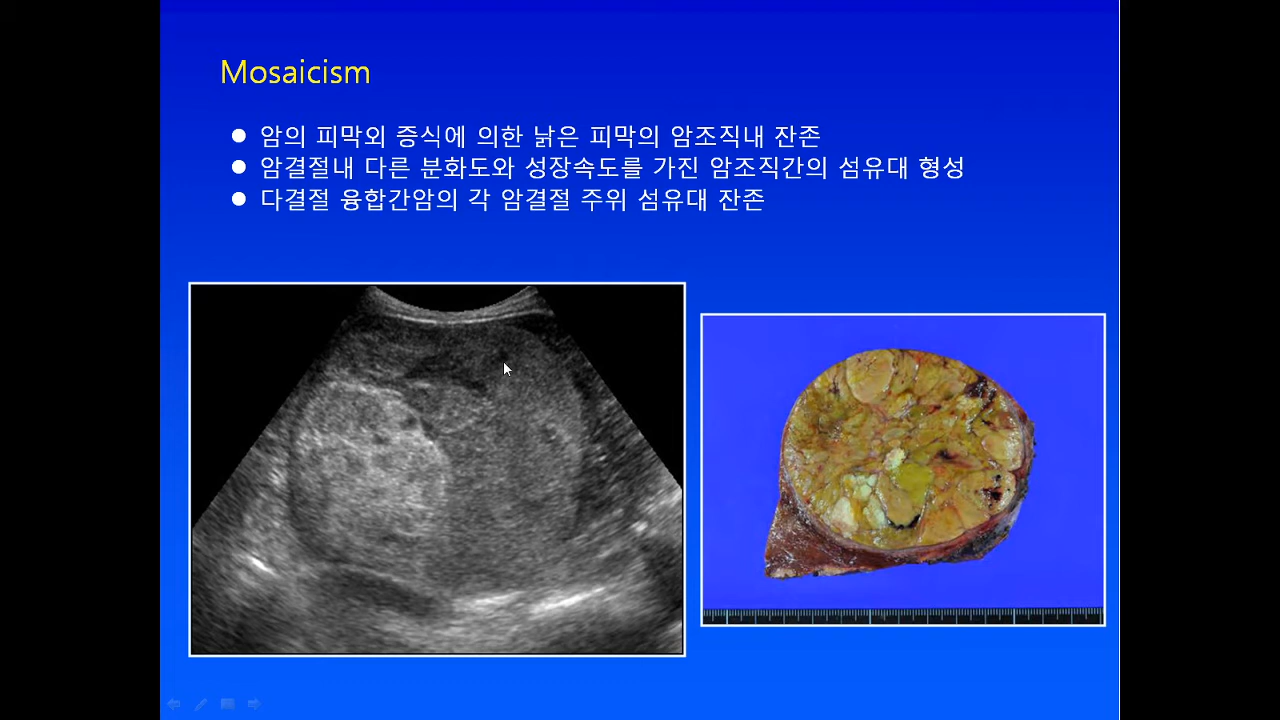 Mosaicism
● 암의 피막외 증식에 의한 낡은 피막의 암조직내 잔존
● 암결절내 다른 분화도와 성장속도를 가진 암조직간의 섬유대 형성
● 다결절 융합간암의 각 암결절 주위 섬유대 잔존